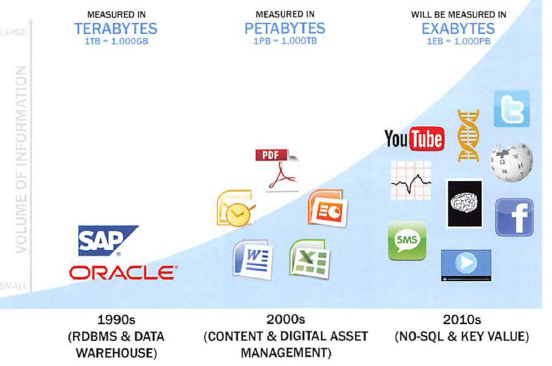 MEASURED IN
TERABYTES
1TB = 1,000GB
MEASURED IN
PETABYTES
1PB = 1,000TB
WILL BE MEASURED IN
EXABYTES
1EB = 1,000PB
LARGE
VOLUME OF INFORMATION
SMALL
SAP
ORACLE
PDF
W
X
YouTube
SMS
t
f
1990s
(RDBMS & DATA
WAREHOUSE)
2000s
(CONTENT & DIGITAL ASSET
MANAGEMENT)
2010s
(NO-SQL & KEY VALUE)